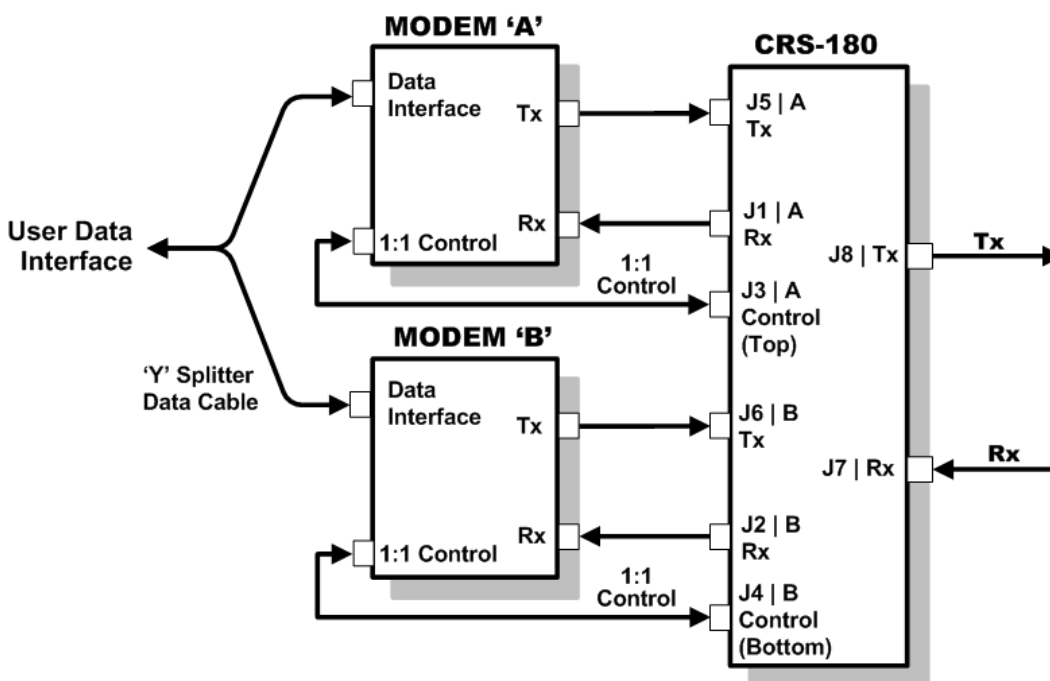 MODEM ‘A’
CRS-180
Data
Interface
Tx
Rx
1:1 Control
1:1
Control
User Data
Interface
‘Y’ Splitter
Data Cable
MODEM ‘B’
Data
Interface
Tx
Rx
1:1 Control
1:1
Control
J5 | A
Tx
J1 | A
Rx
J3 | A
Control
(Top)
J6 | B
Tx
J2 | B
Rx
J4 | B
Control
(Bottom)
J8 | Tx
Tx
J7 | Rx
Rx